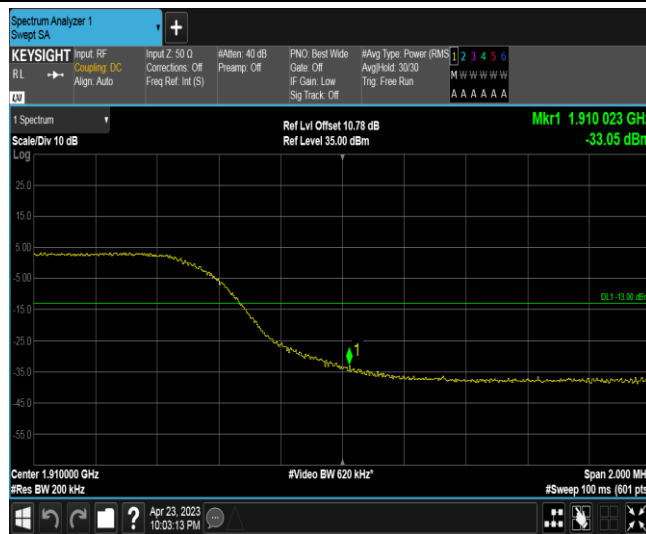 Spectrum Analyzer 1
Swept SA
+
KEYSIGHT
RL
Input: RF
Coupling: DC
Align: Auto
Input Z: 50 Ω
Corrections: Off
Freq Ref: Int (S)
#Atten: 40 dB
Preamp: Off
PNO: Best Wide
Gate: Off
IF Gain: Low
Sig Track: Off
#Avg Type: Power (RMS
Avg|Hold: 30/30
Trig: Free Run
1 2 3 4 5 6
M W W W W W
A A A A A A
LXI
1 Spectrum
Scale/Div 10 dB
Log
Ref Lvl Offset 10.78 dB
Ref Level 35.00 dBm
Mkr1 1.910 023 GHz
-33.05 dBm
25.0
15.0
5.00
-5.00
-15.0
-25.0
-35.0
-45.0
-55.0
DL1 -13.00 dBm
1
Center 1.910000 GHz
#Res BW 200 kHz
#Video BW 620 kHz*
Span 2.000 MH
#Sweep 100 ms (601 pts
?
Apr 23, 2023
10:03:13 PM